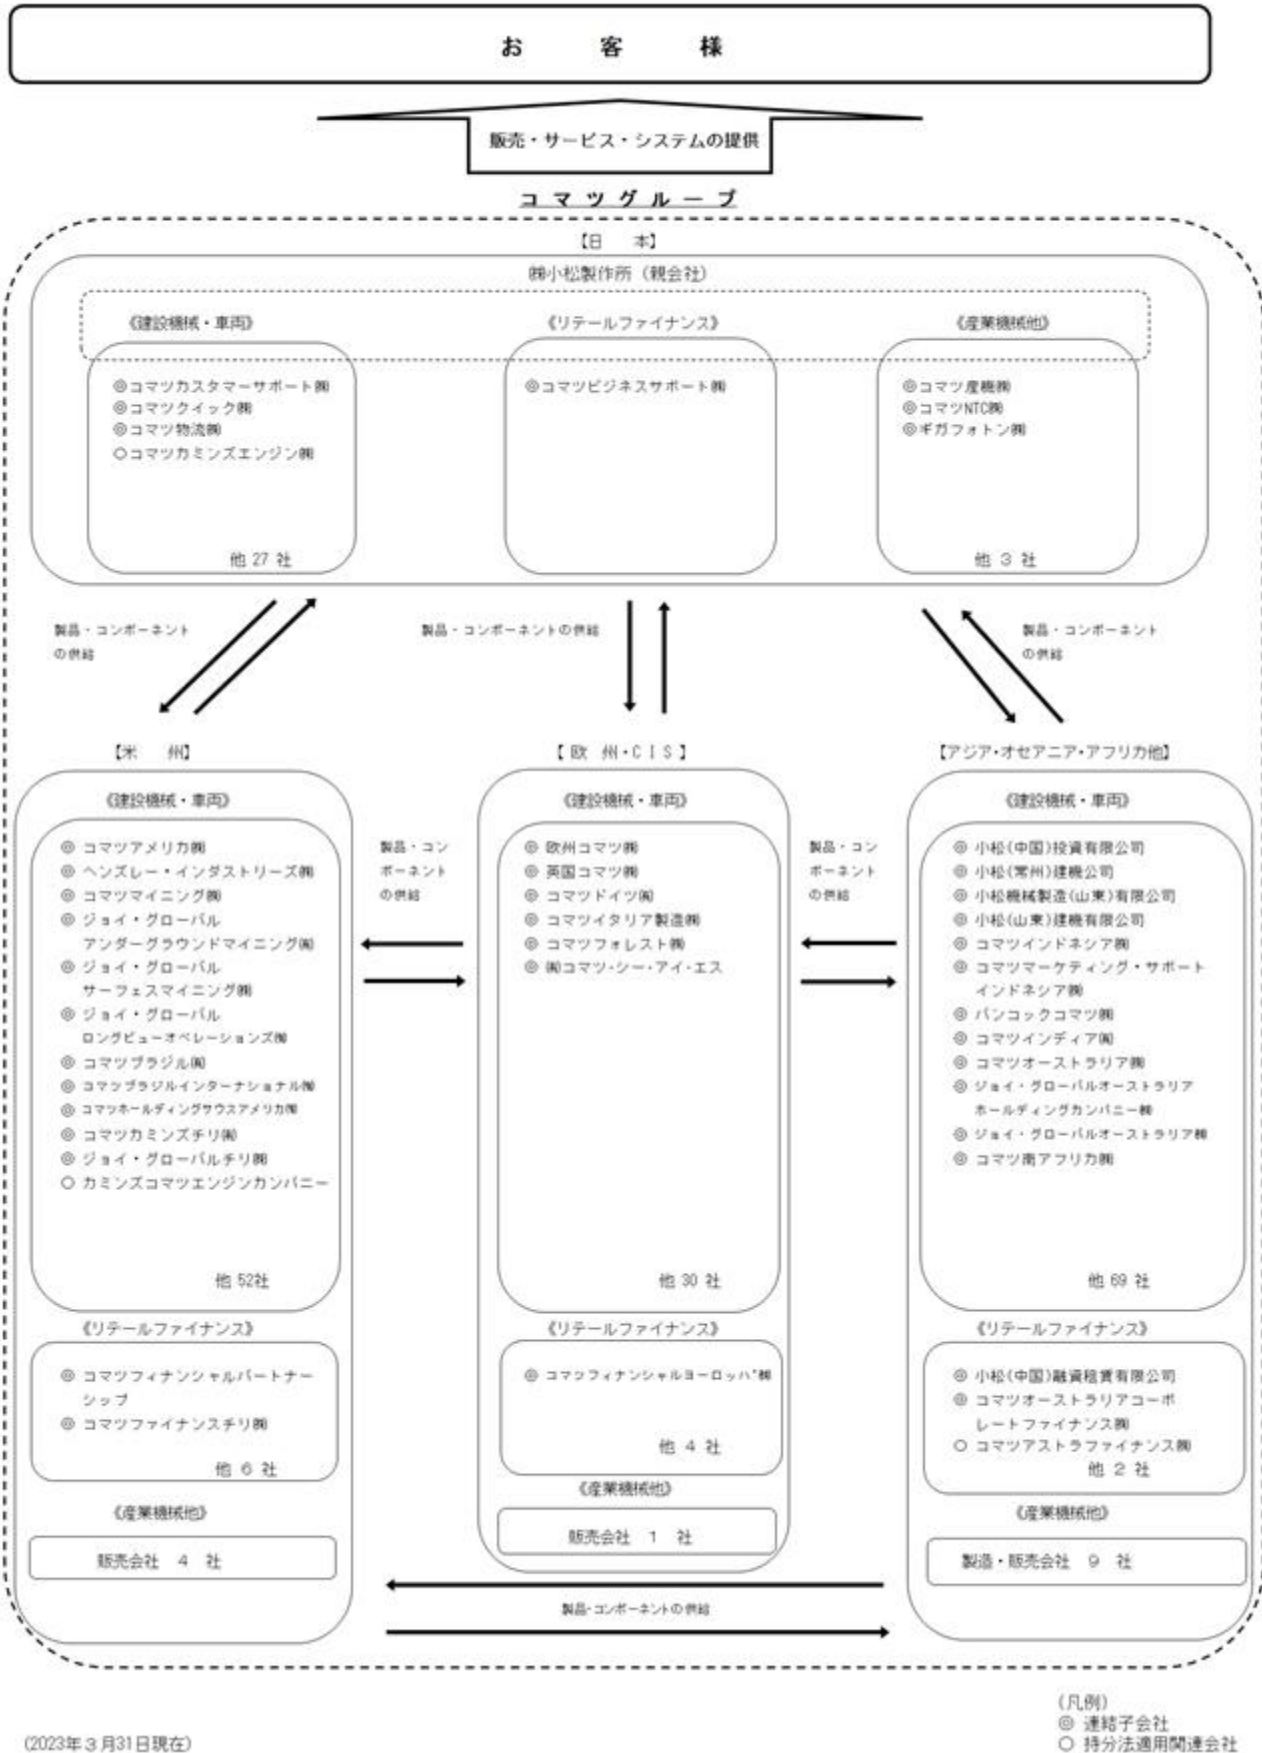 お 客 様
販売・サービス・システムの提供
コマツグループ
【日 本】
㈱小松製作所（親会社）
《建設機械・車両》
◎コマツカスタマーサポート㈱
◎コマツクイック㈱
◎コマツ物流㈱
○コマツカミンズエンジン㈱
他 27 社
《リテールファイナンス》
◎コマツビジネスサポート㈱
《産業機械他》
◎コマツ産機㈱
◎コマツNTC㈱
◎ギガフォトン㈱
他 3 社
製品・コンポーネント
の供給
製品・コンポーネントの供給
製品・コンポーネント
の供給
【米 州】
《建設機械・車両》
◎ コマツアメリカ㈱
◎ ヘンズレー・インダストリーズ㈱
◎ コマツマイニング㈱
◎ ジョイ・グローバル
アンダーグラウンドマイニング㈲
◎ ジョイ・グローバル
サーフェスマイニング㈱
◎ ジョイ・グローバル
ロングビューオペレーションズ㈲
◎ コマツブラジル㈲
◎ コマツブラジルインターナショナル㈲
◎ コマツホールディングサウスアメリカ㈲
◎ コマツカミンズチリ㈲
◎ ジョイ・グローバルチリ㈱
○ カミンズコマツエンジンカンパニー
他 52社
《リテールファイナンス》
◎ コマツフィナンシャルパートナー
シップ
◎ コマツファイナンスチリ㈱
他 6 社
《産業機械他》
販売会社 4 社
製品・コン
ポーネント
の供給
【欧 州・CIS】
《建設機械・車両》
◎ 欧州コマツ㈱
◎ 英国コマツ㈱
◎ コマツドイツ㈲
◎ コマツイタリア製造㈱
◎ コマツフォレスト㈱
◎ ㈲コマツ・シー・アイ・エス
他 30 社
《リテールファイナンス》
◎ コマツフィナンシャルヨーロッパ㈱
他 4 社
《産業機械他》
販売会社 1 社
製品・コン
ポーネント
の供給
【アジア・オセアニア・アフリカ他】
《建設機械・車両》
◎ 小松(中国)投資有限公司
◎ 小松(常州)建機公司
◎ 小松機械製造(山東)有限公司
◎ 小松(山東)建機有限公司
◎ コマツインドネシア㈱
◎ コマツマーケティング・サポート
インドネシア㈱
◎ バンコックコマツ㈱
◎ コマツインディア㈲
◎ コマツオーストラリア㈱
◎ ジョイ・グローバルオーストラリア
ホールディングカンパニー㈱
◎ ジョイ・グローバルオーストラリア㈱
◎ コマツ南アフリカ㈱
他 69 社
《リテールファイナンス》
◎ 小松(中国)融資租賃有限公司
◎ コマツオーストラリアコーポ
レートファイナンス㈱
○ コマツアストラファイナンス㈱
他 2 社
《産業機械他》
製造・販売会社 9 社
製品・コンポーネントの供給
(凡例)
◎ 連結子会社
○ 持分法適用関連会社
(2023年３月31日現在)